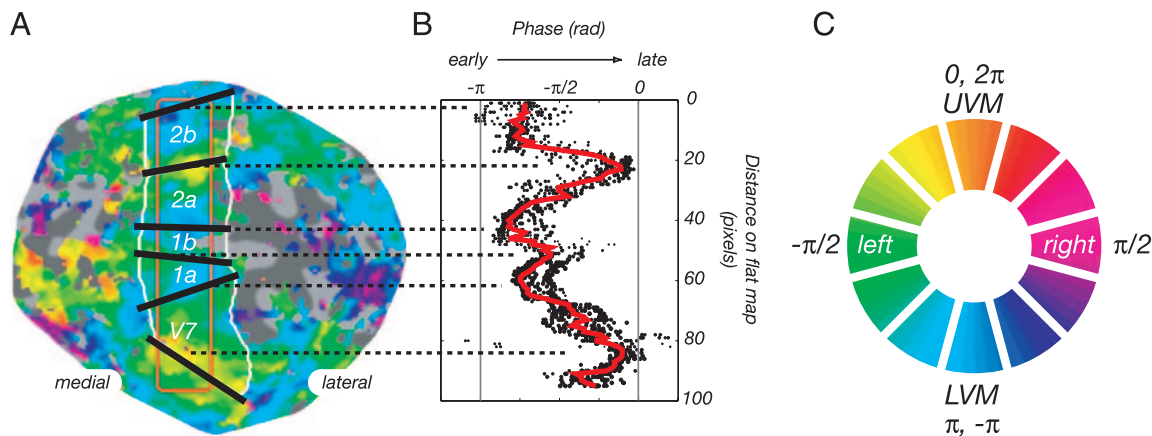 A
B
C
Phase (rad)
early
late
-π
-π/2
0
0
20
40
60
80
100
Distance on flat map
(pixels)
2b
2a
1b
1a
V7
medial
lateral
0, 2π
UVM
-π/2
left
right
π/2
LVM
π, -π